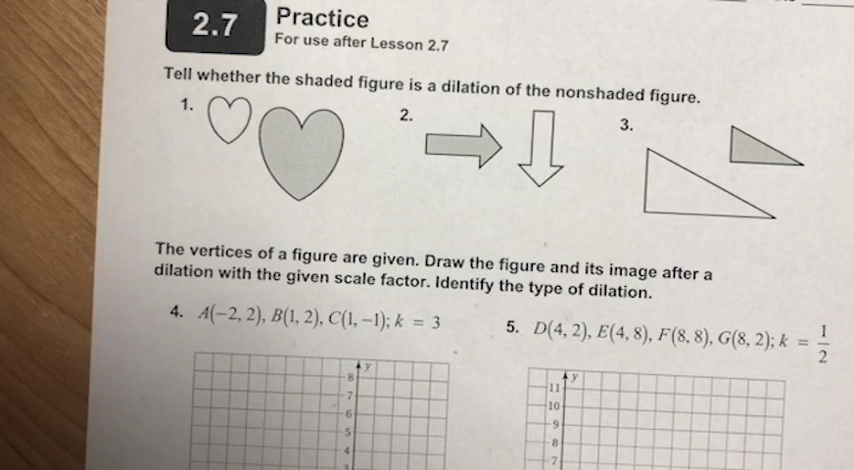 2.7 Practice
For use after Lesson 2.7
Tell whether the shaded figure is a dilation of the nonshaded figure.
1. 2. 3.
The vertices of a figure are given. Draw the figure and its image after a
dilation with the given scale factor. Identify the type of dilation.
4. A(−2, 2), B(1, 2), C(1, −1); k = 3
5. D(4, 2), E(4, 8), F(8, 8), G(8, 2); k = 1/2
y
8
7
6
5
4
y
11
10
9
8
7